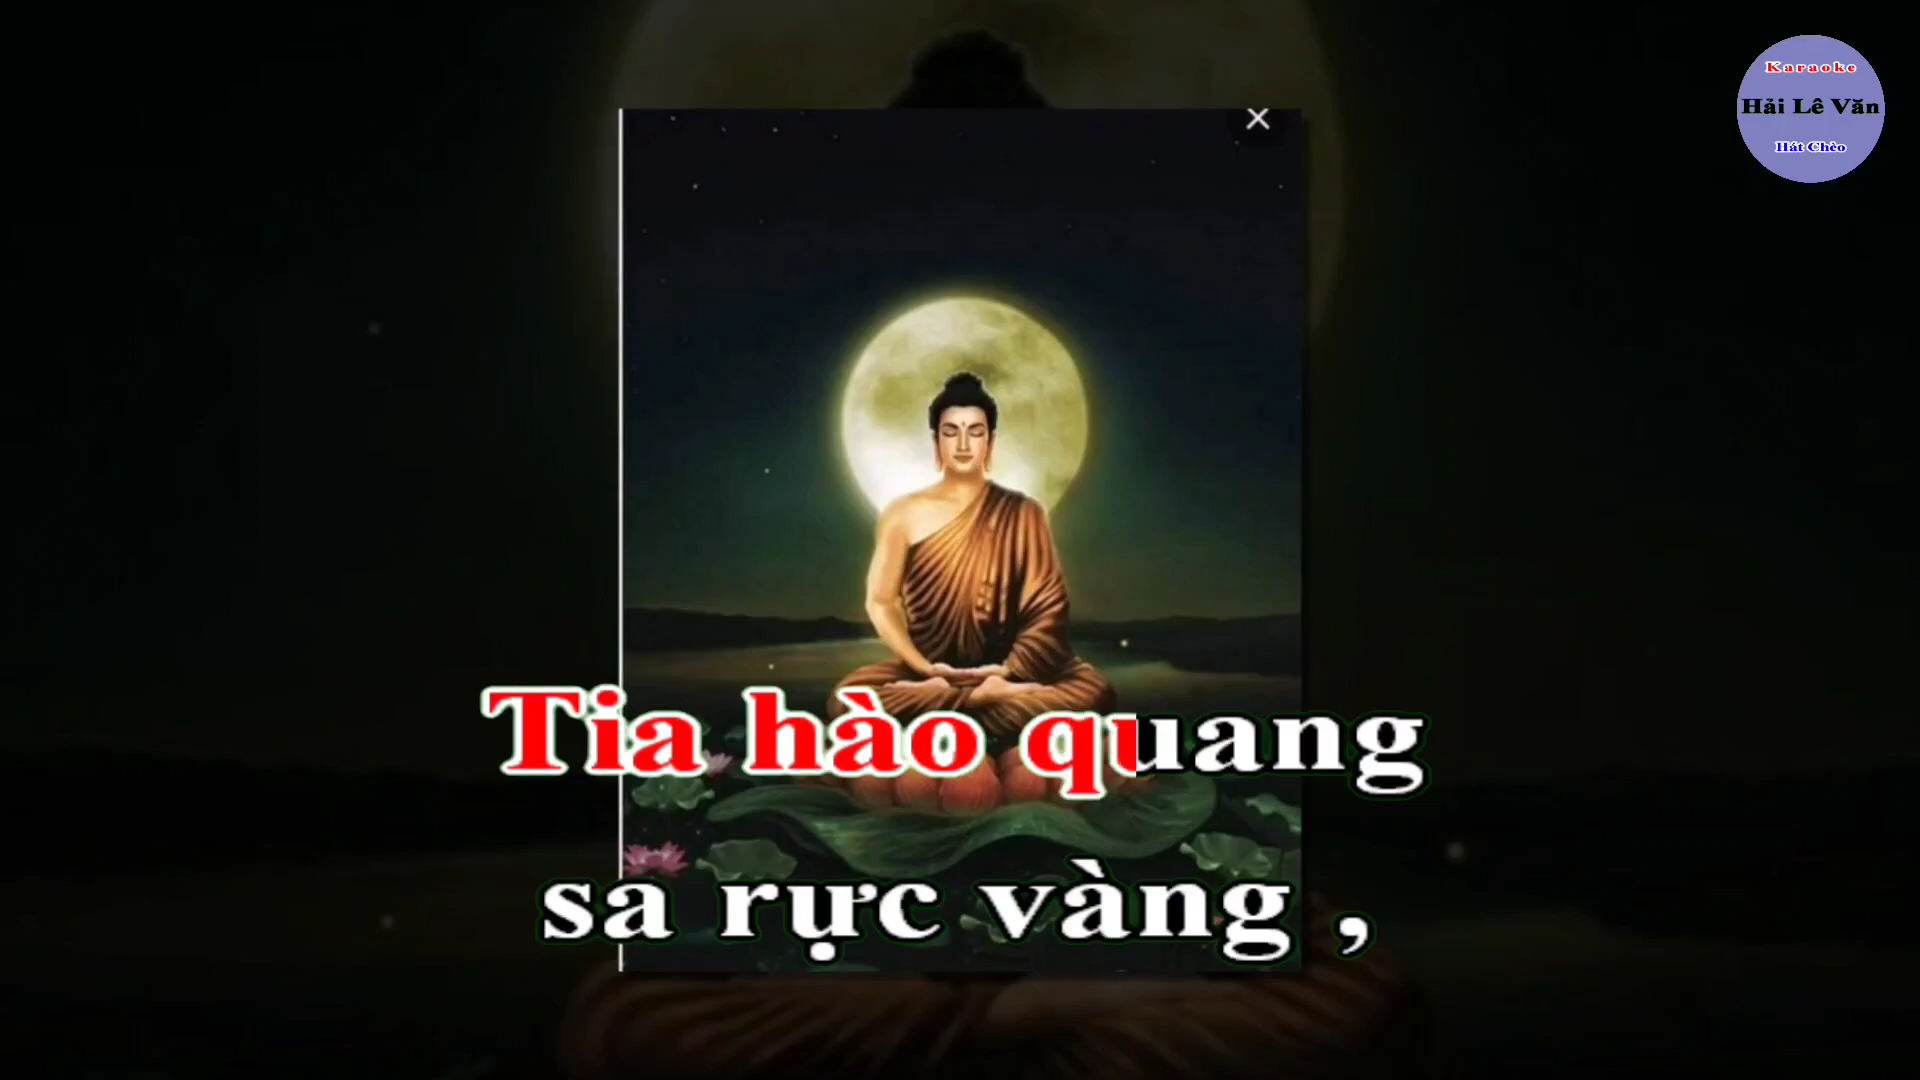 Karaoke
Hải Lê Văn
Hát Chèo
Tia hào quang
sa rực vàng ,